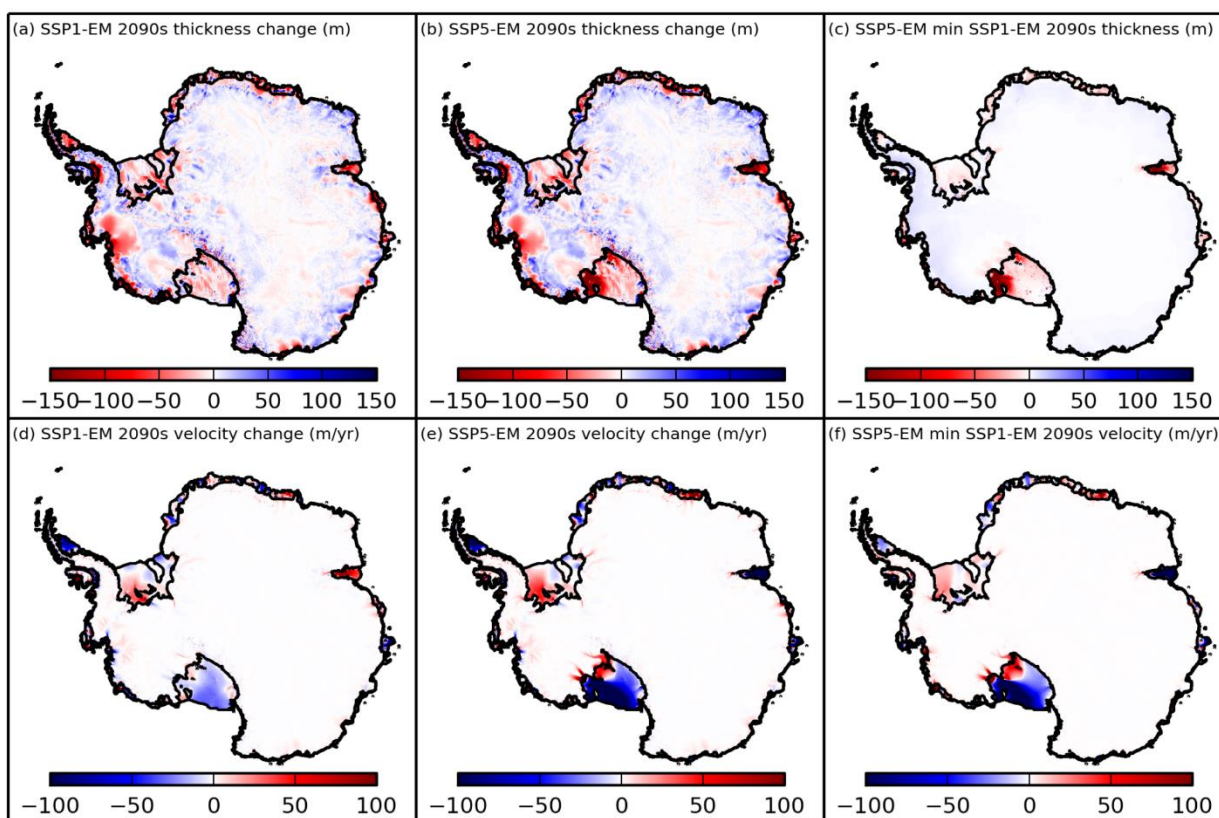 (a) SSP1-EM 2090s thickness change (m)
(b) SSP5-EM 2090s thickness change (m)
(c) SSP5-EM min SSP1-EM 2090s thickness (m)
−150 −100 −50 0 50 100 150
−150 −100 −50 0 50 100 150
−150 −100 −50 0 50 100 150
(d) SSP1-EM 2090s velocity change (m/yr)
(e) SSP5-EM 2090s velocity change (m/yr)
(f) SSP5-EM min SSP1-EM 2090s velocity (m/yr)
−100 −50 0 50 100
−100 −50 0 50 100
−100 −50 0 50 100